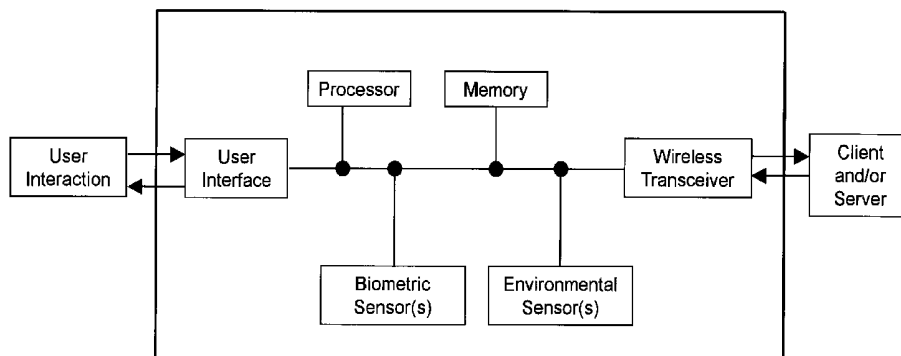 Processor
Memory
User
Interaction
User
Interface
Wireless
Transceiver
Client
and/or
Server
Biometric
Sensor(s)
Environmental
Sensor(s)